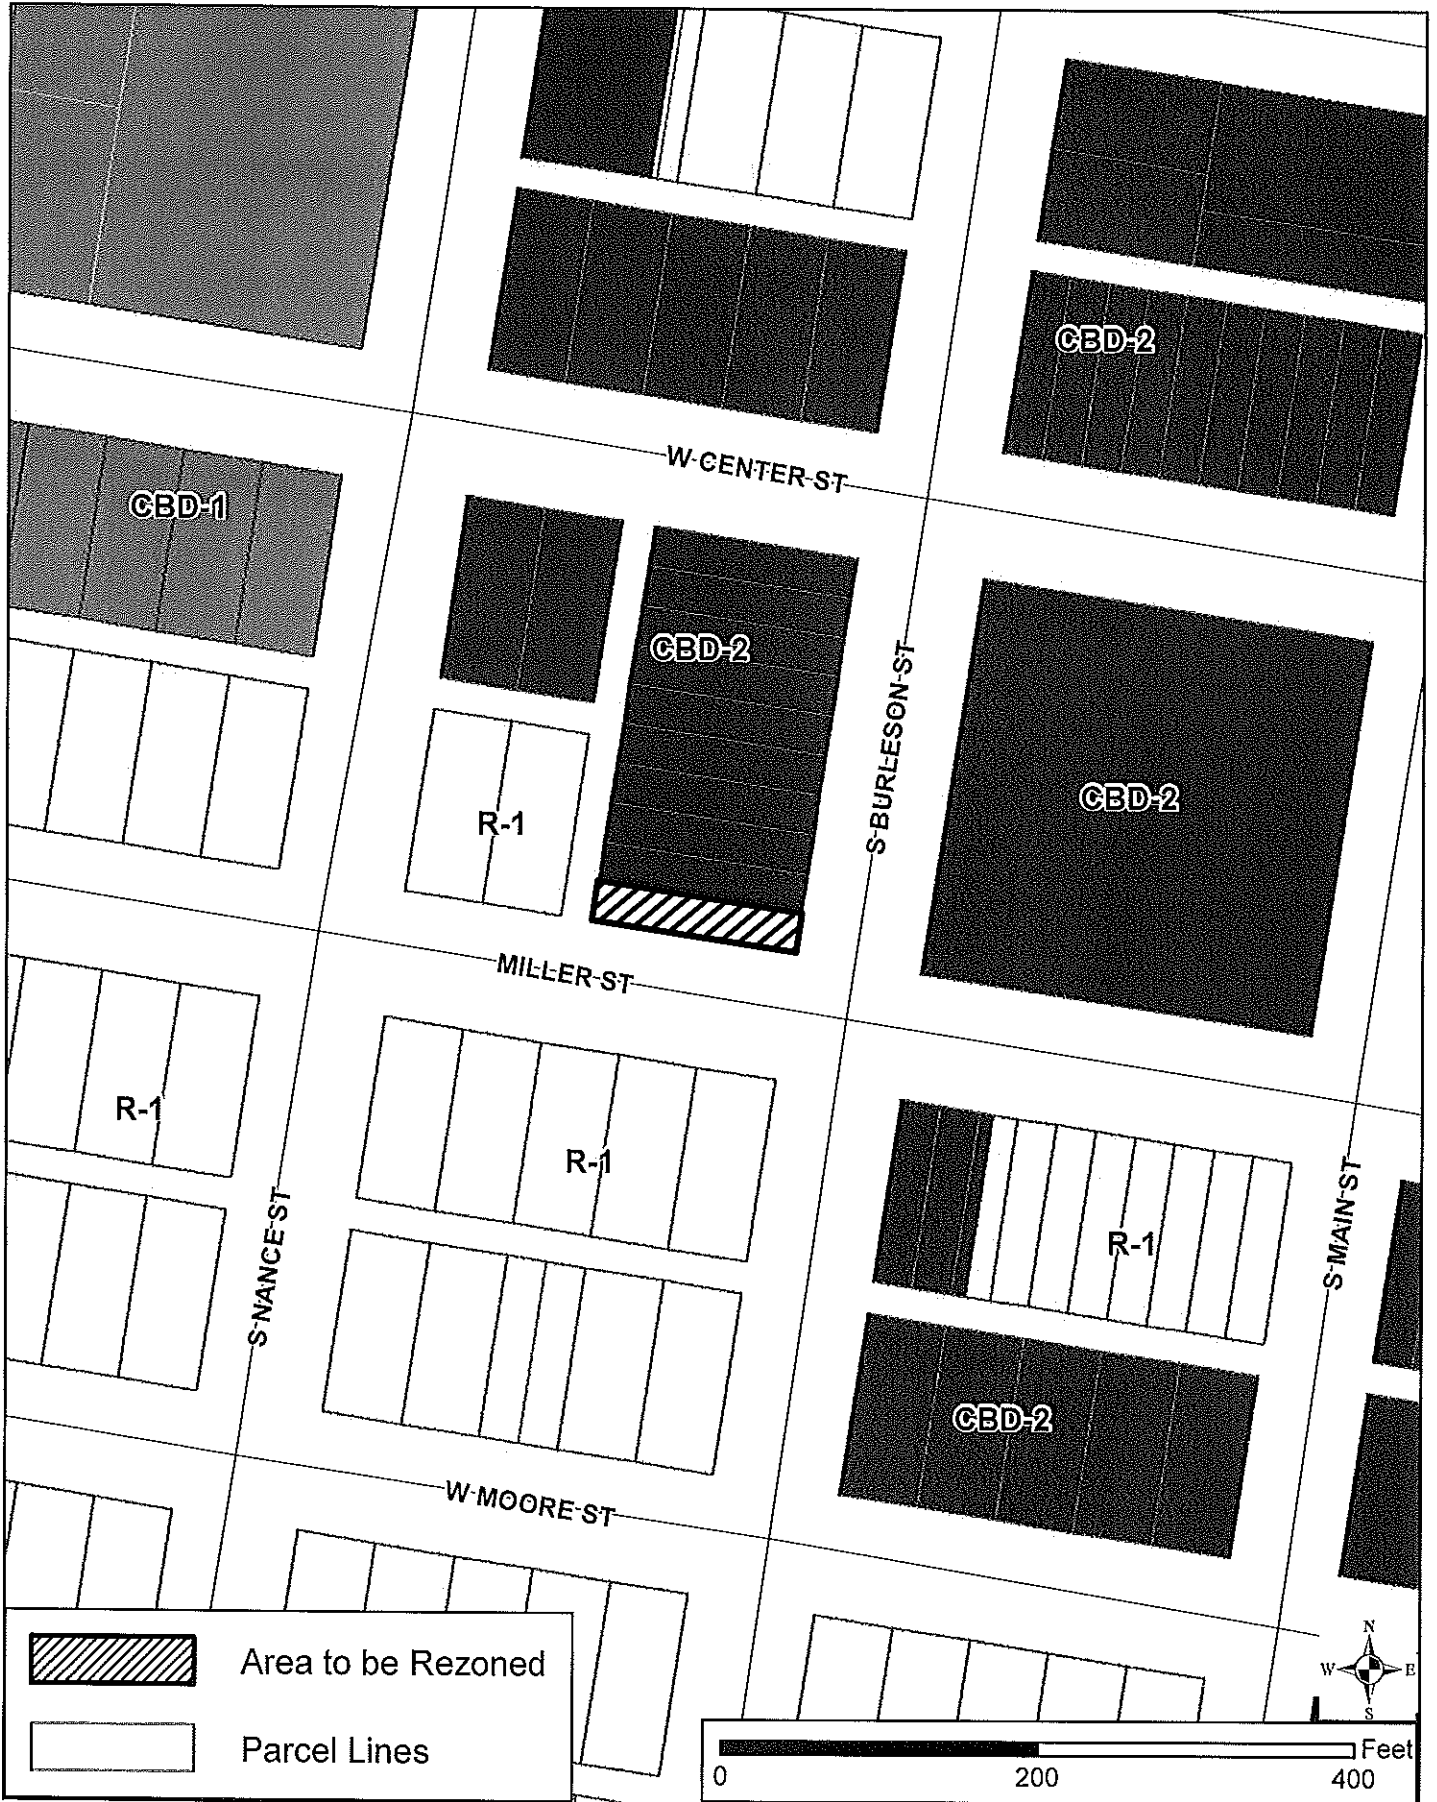 CBD-2
W CENTER ST
CBD-1
CBD-2
S BURLESON ST
CBD-2
R-1
MILLER ST
R-1
R-1
R-1
S MAIN ST
S NANCE ST
CBD-2
W MOORE ST
N
W E
S
Area to be Rezoned
Parcel Lines
Feet
0 200 400